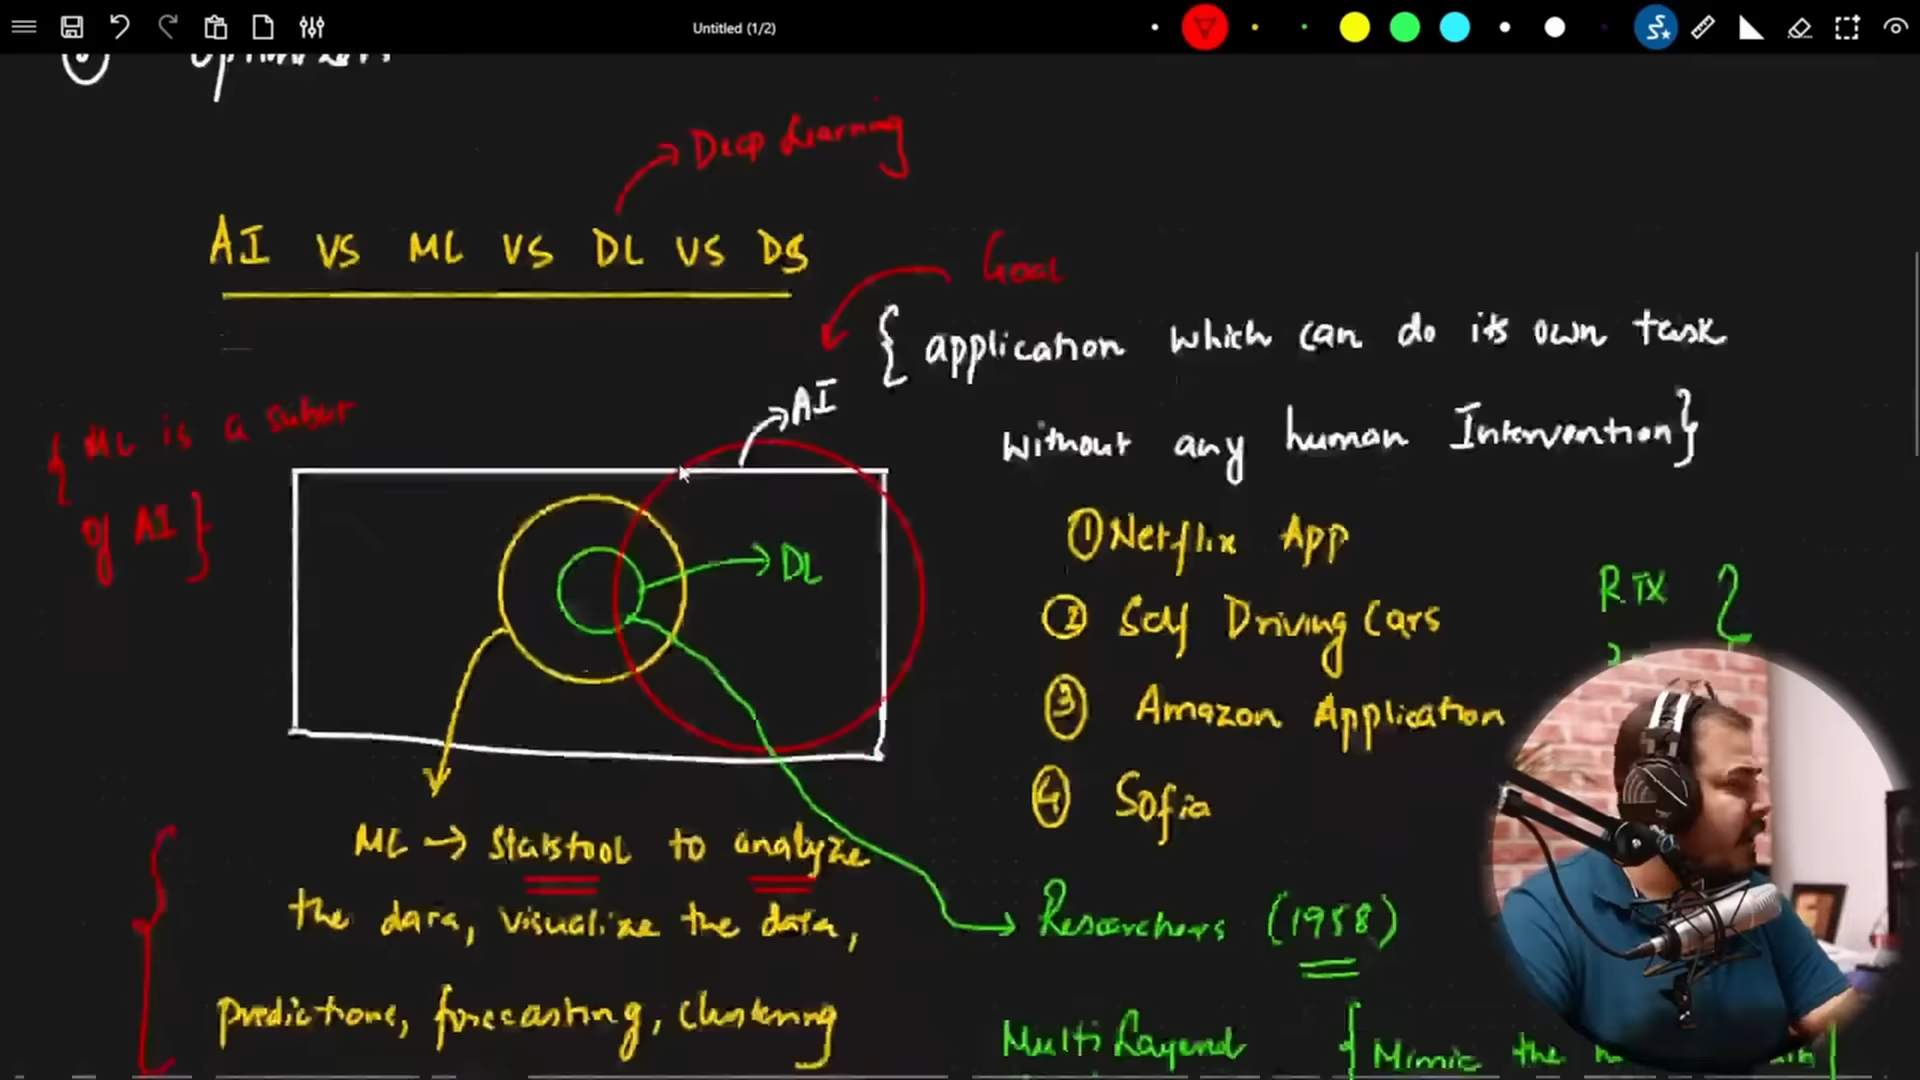 Untitled (1/2)
Deep Learning
AI VS ML VS DL VS DS
Goal
{ application which can do its own task
without any human Intervention}
AI
{ ML is a subset
of AI }
DL
① Netflix App
② Self Driving Cars
③ Amazon Application
④ Sofia
RTX
ML → Statstool to analyze
the data, visualize the data,
predictions, forecasting, clustering
Researchers (1958)
Multi Layered { Mimic the